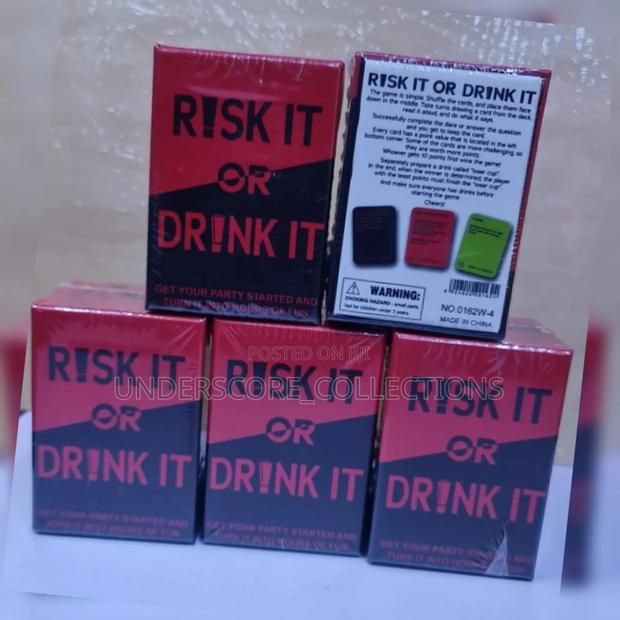 R!SK IT
OR
DR!NK IT
GET YOUR PARTY STARTED AND
TURN IT INTO HOURS OF FUN
R!SK IT OR DR!NK IT
The game is simple. Shuffle the cards, and place them face
down in the middle. Take turns drawing a card from the deck,
read it aloud, and do what it says.
Successfully complete the dare or answer the question
and you get to keep the card.
Every card has a point value that is located in the left
bottom corner. Some of the cards are more challenging, so
they are worth more points.
Whoever gets 10 points first wins the game!
Separately prepare a drink called "loser cup".
In the end, when the winner is determined, the player
with the least points must finish the "loser cup".
And make sure everyone has drinks before
starting the game.
Cheers!
WARNING:
CHOKING HAZARD - small parts.
Not for children under 3 years.
NO.0162W-4
MADE IN CHINA
POSTED ON JIJI
UNDERSCORE_COLLECTIONS
R!SK IT
OR
DR!NK IT
GET YOUR PARTY STARTED AND
TURN IT INTO HOURS OF FUN
R!SK IT
OR
DR!NK IT
GET YOUR PARTY STARTED AND
TURN IT INTO HOURS OF FUN
R!SK IT
OR
DR!NK IT
GET YOUR PARTY STARTED AND
TURN IT INTO HOURS OF FUN